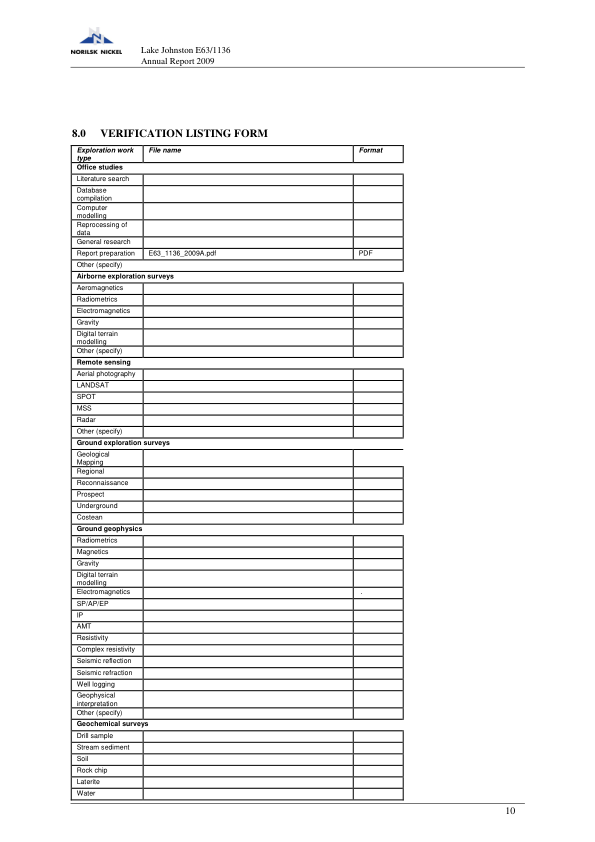 NORILSK NICKEL
Lake Johnston E63/1136
Annual Report 2009
8.0 VERIFICATION LISTING FORM
Exploration work type File name Format
Office studies
Literature search
Database
compilation
Computer
modelling
Reprocessing of
data
General research
Report preparation E63_1136_2009A.pdf PDF
Other (specify)
Airborne exploration surveys
Aeromagnetics
Radiometrics
Electromagnetics
Gravity
Digital terrain
modelling
Other (specify)
Remote sensing
Aerial photography
LANDSAT
SPOT
MSS
Radar
Other (specify)
Ground exploration surveys
Geological
Mapping
Regional
Reconnaissance
Prospect
Underground
Costean
Ground geophysics
Radiometrics
Magnetics
Gravity
Digital terrain
modelling
Electromagnetics .
SP/AP/EP
IP
AMT
Resistivity
Complex resistivity
Seismic reflection
Seismic refraction
Well logging
Geophysical
interpretation
Other (specify)
Geochemical surveys
Drill sample
Stream sediment
Soil
Rock chip
Laterite
Water
10